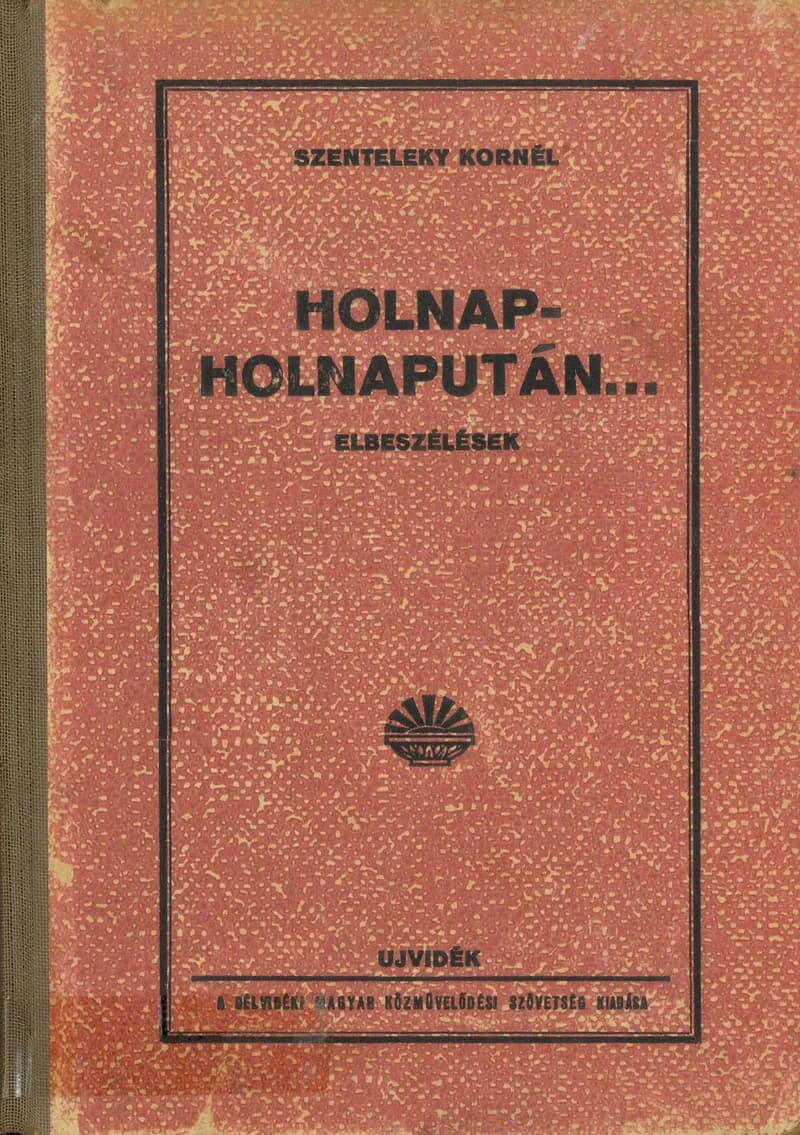 SZENTELEKY KORNÉL
HOLNAP-
HOLNAPUTÁN...
ELBESZÉLÉSEK
UJVIDÉK
A DÉLVIDÉKI MAGYAR KÖZMŰVELŐDÉSI SZÖVETSÉG KIADÁSA